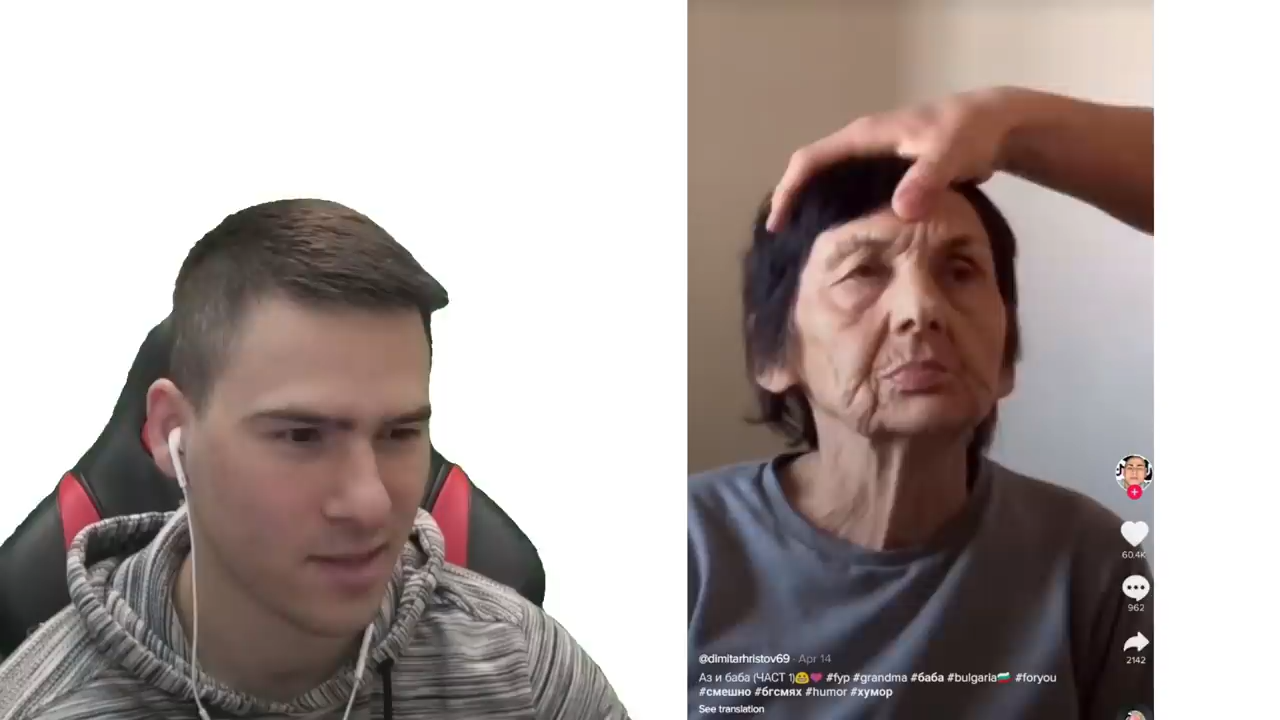 @dimitarhristov69 · Apr 14
Аз и баба (ЧАСТ 1)😄💗 #fyp #grandma #баба #bulgaria🇧🇬 #foryou
#смешно #бгсмях #humor #хумор
See translation
60.4K
962
2142